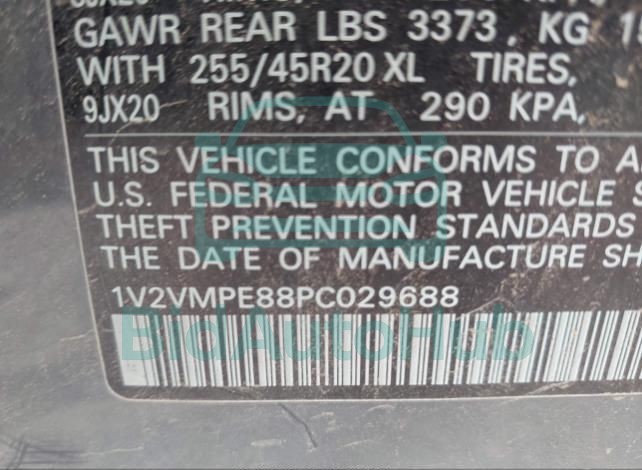 GAWR REAR LBS 3373, KG
WITH 255/45R20 XL TIRES,
9JX20 RIMS, AT 290 KPA,
THIS VEHICLE CONFORMS TO
U.S. FEDERAL MOTOR VEHICLE
THEFT PREVENTION STANDARDS
THE DATE OF MANUFACTURE
1V2VMPE88PC029688
BidAutoHub